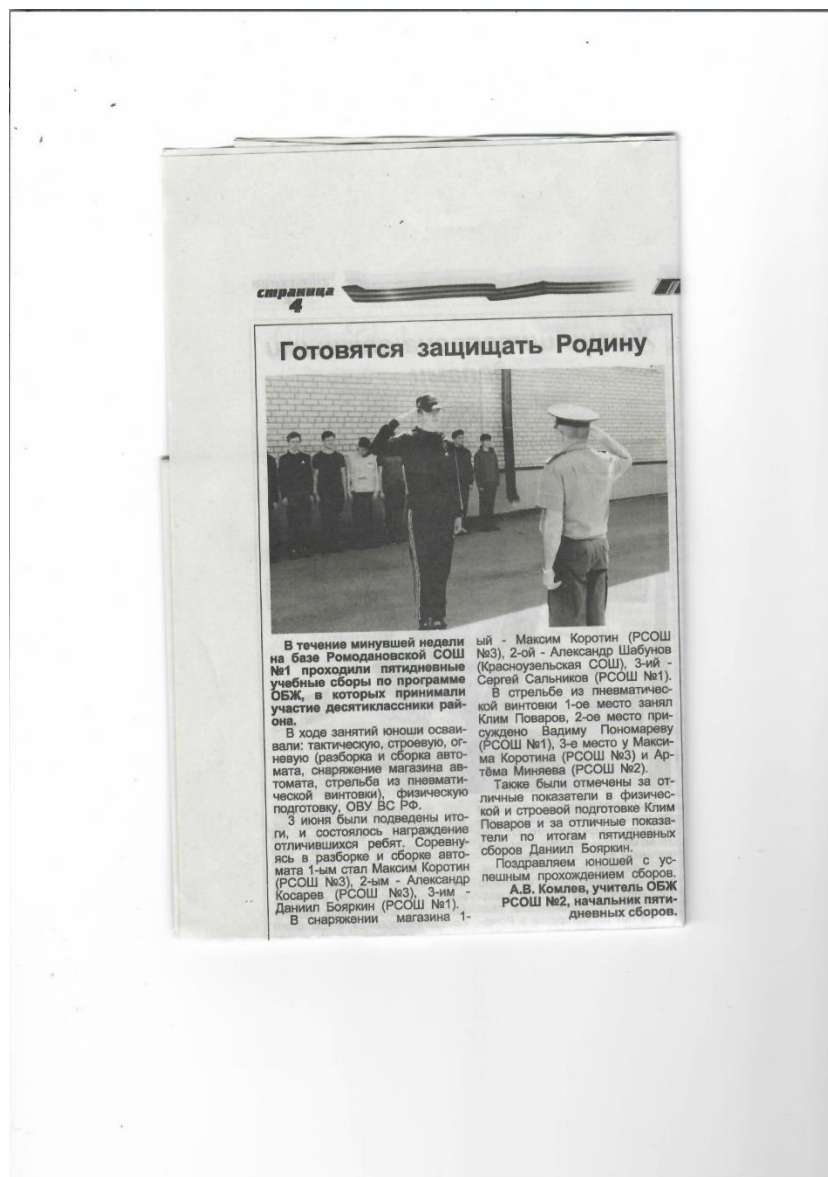 страница
4
Готовятся защищать Родину
В течение минувшей недели
на базе Ромодановской СОШ
№1 проходили пятидневные
учебные сборы по программе
ОБЖ, в которых принимали
участие десятиклассники рай-
она.
В ходе занятий юноши осваи-
вали: тактическую, строевую, ог-
невую (разборка и сборка авто-
мата, снаряжение магазина ав-
томата, стрельба из пневмати-
ческой винтовки), физическую
подготовку, ОВУ ВС РФ.
3 июня были подведены ито-
ги, и состоялось награждение
отличившихся ребят. Соревну-
ясь в разборке и сборке авто-
мата 1-ым стал Максим Коротин
(РСОШ №3), 2-ым - Александр
Косарев (РСОШ №3), 3-им -
Даниил Бояркин (РСОШ №1).
В снаряжении магазина 1-
ый - Максим Коротин (РСОШ
№3), 2-ой - Александр Шабунов
(Красноузельская СОШ), 3-ий -
Сергей Сальников (РСОШ №1).
В стрельбе из пневматичес-
кой винтовки 1-ое место занял
Клим Поваров, 2-ое место при-
суждено Вадиму Пономареву
(РСОШ №1), 3-е место у Макси-
ма Коротина (РСОШ №3) и Ар-
тёма Миняева (РСОШ №2).
Также были отмечены за от-
личные показатели в физичес-
кой и строевой подготовке Клим
Поваров и за отличные показа-
тели по итогам пятидневных
сборов Даниил Бояркин.
Поздравляем юношей с ус-
пешным прохождением сборов.
А.В. Комлев, учитель ОБЖ
РСОШ №2, начальник пяти-
дневных сборов.